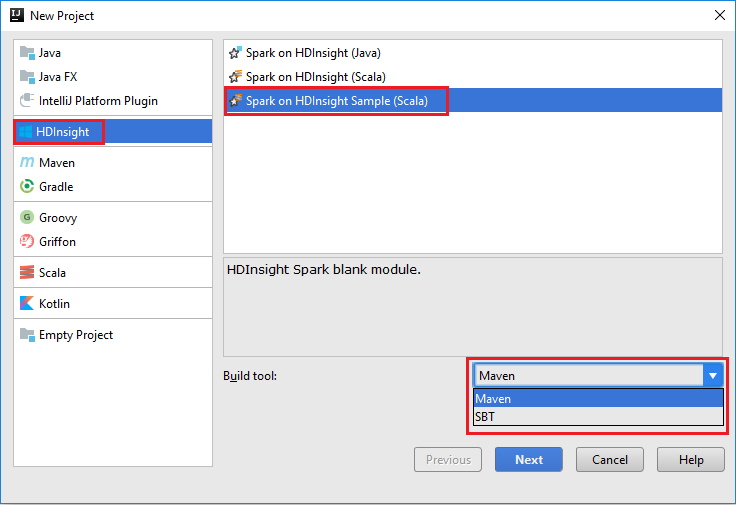 New Project
Java
Java FX
IntelliJ Platform Plugin
HDInsight
Maven
Gradle
Groovy
Griffon
Scala
Kotlin
Empty Project
Spark on HDInsight (Java)
Spark on HDInsight (Scala)
Spark on HDInsight Sample (Scala)
HDInsight Spark blank module.
Build tool:
Maven
Maven
SBT
Previous
Next
Cancel
Help